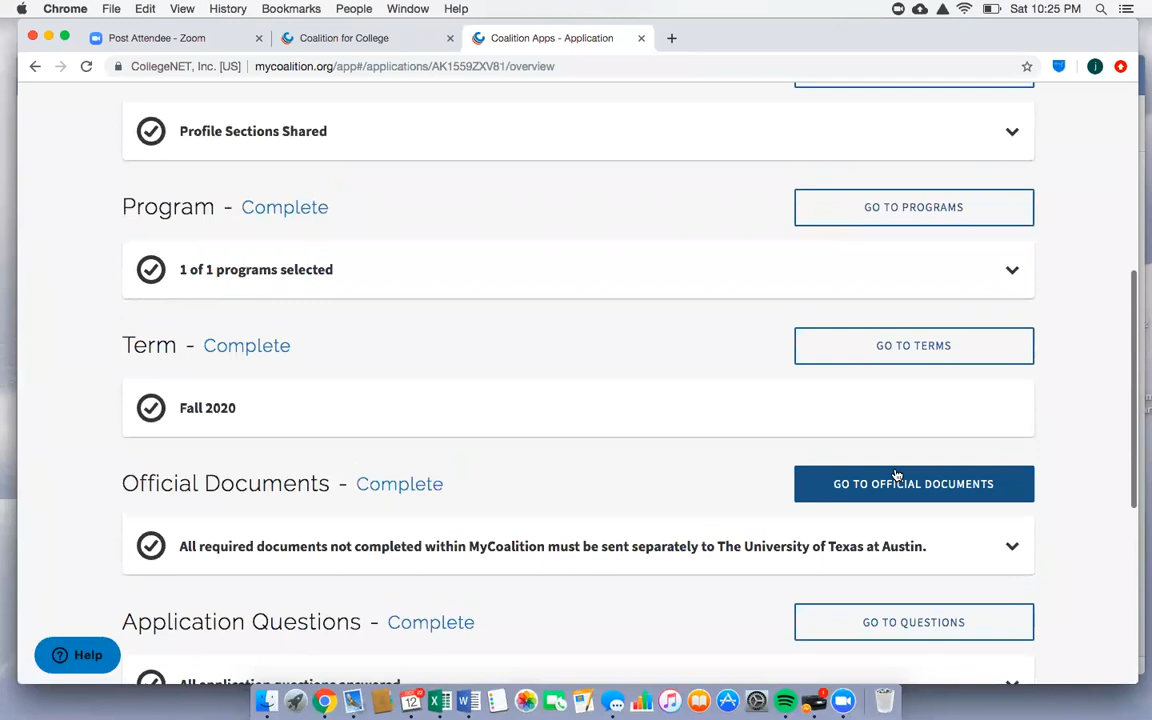 Chrome File Edit View History Bookmarks People Window Help Sat 10:25 PM
Post Attendee - Zoom Coalition for College Coalition Apps - Application
CollegeNET, Inc. [US] mycoalition.org/app#/applications/AK1559ZXV81/overview
Profile Sections Shared
Program - Complete GO TO PROGRAMS
1 of 1 programs selected
Term - Complete GO TO TERMS
Fall 2020
Official Documents - Complete GO TO OFFICIAL DOCUMENTS
All required documents not completed within MyCoalition must be sent separately to The University of Texas at Austin.
Application Questions - Complete GO TO QUESTIONS
Help
All application questions answered